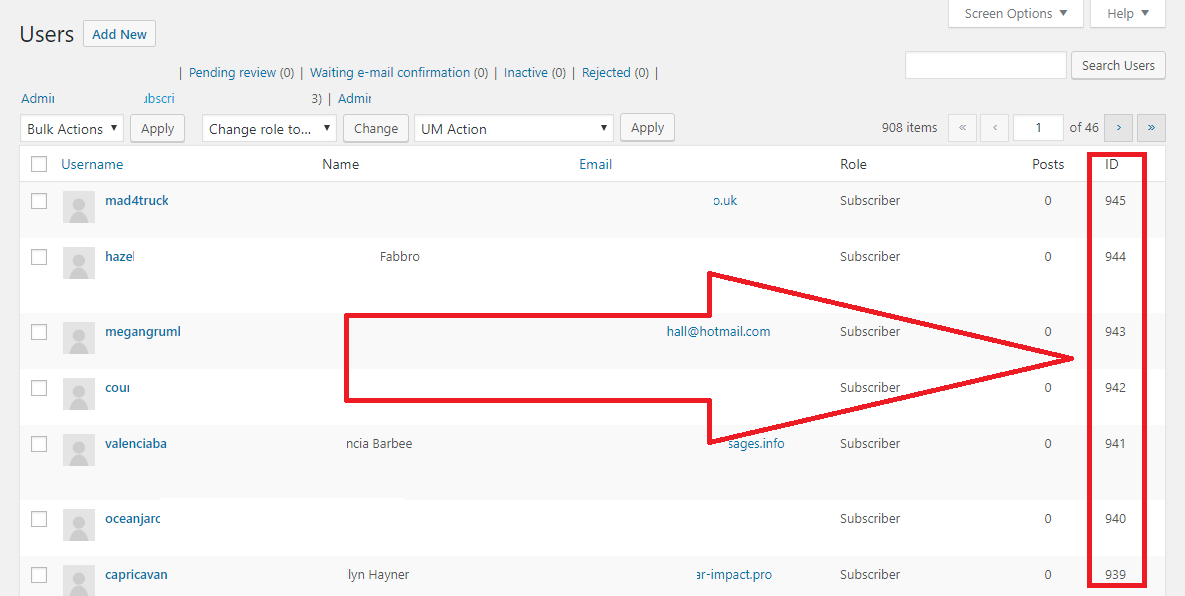 Screen Options ▼ Help ▼
Users Add New
| Pending review (0) | Waiting e-mail confirmation (0) | Inactive (0) | Rejected (0) |
Search Users
Admin ubscri 3) | Admin
Bulk Actions ▼ Apply Change role to... ▼ Change UM Action ▼ Apply 908 items « ‹ 1 of 46 › »
Username Name Email Role Posts ID
mad4truck o.uk Subscriber 0 945
hazel Fabbro Subscriber 0 944
megangruml hall@hotmail.com Subscriber 0 943
cour Subscriber 0 942
valenciaba ncia Barbee sages.info Subscriber 0 941
oceanjarc Subscriber 0 940
capricavan lyn Hayner ar-impact.pro Subscriber 0 939